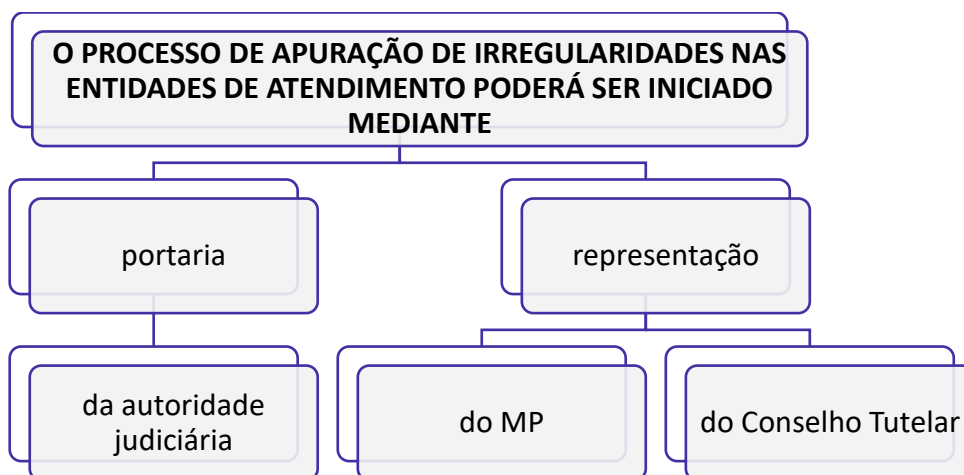 O PROCESSO DE APURAÇÃO DE IRREGULARIDADES NAS
ENTIDADES DE ATENDIMENTO PODERÁ SER INICIADO
MEDIANTE
portaria
representação
da autoridade
judiciária
do MP
do Conselho Tutelar